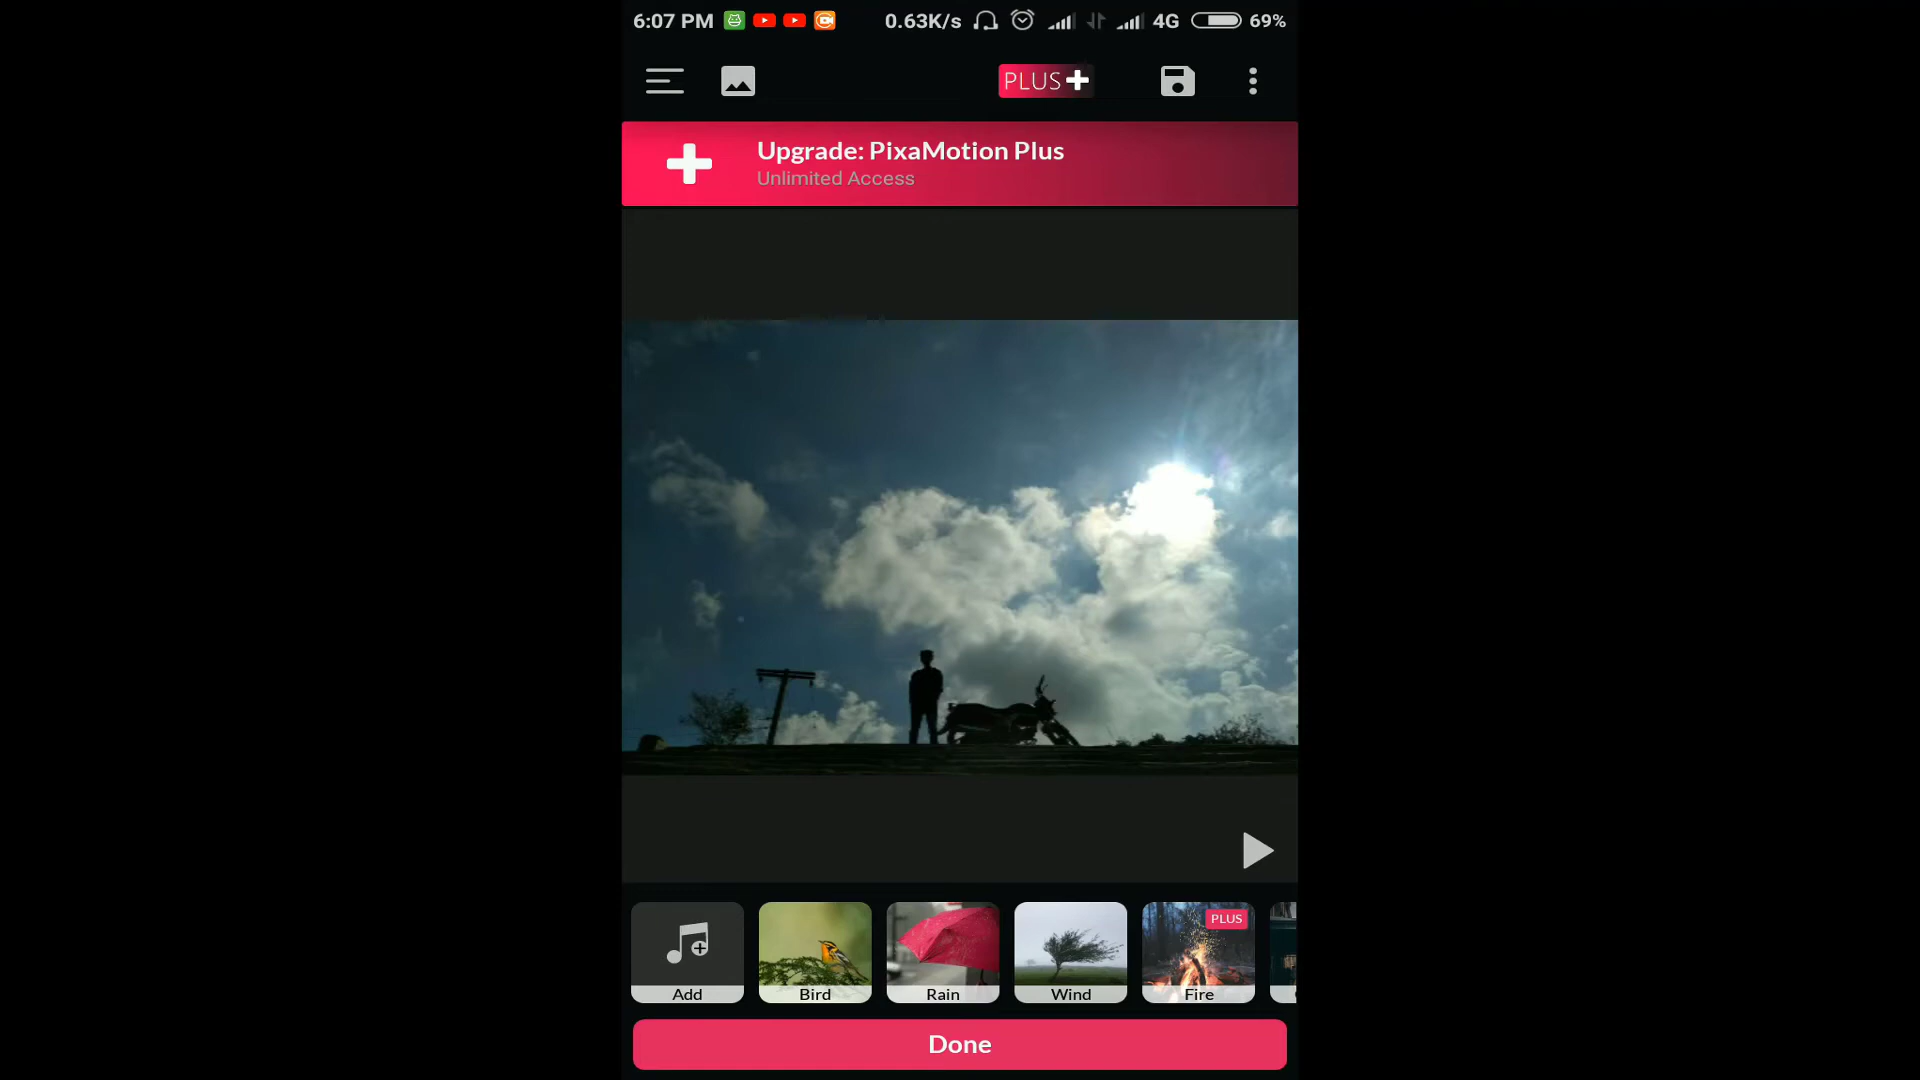 6:07 PM 0.63K/s 4G 69%
PLUS
Upgrade: PixaMotion Plus
Unlimited Access
PLUS
Add Bird Rain Wind Fire
Done